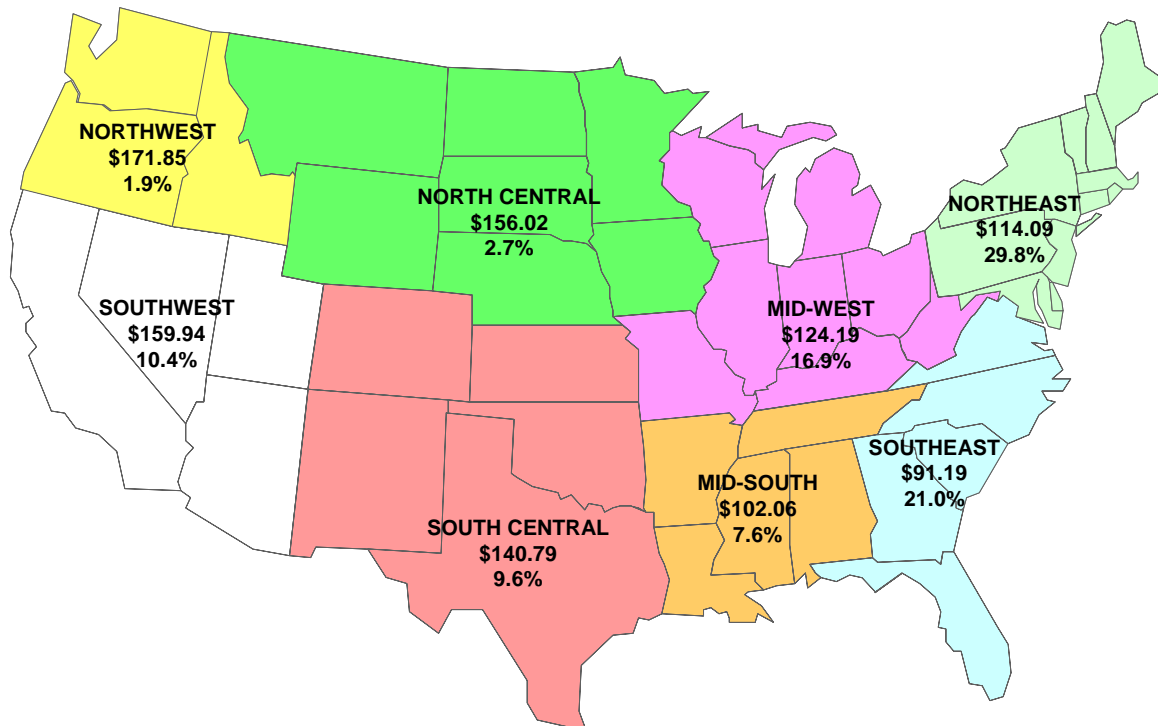 NORTHWEST
$171.85
1.9%
NORTH CENTRAL
$156.02
2.7%
NORTHEAST
$114.09
29.8%
SOUTHWEST
$159.94
10.4%
MID-WEST
$124.19
16.9%
SOUTHEAST
$91.19
21.0%
MID-SOUTH
$102.06
7.6%
SOUTH CENTRAL
$140.79
9.6%